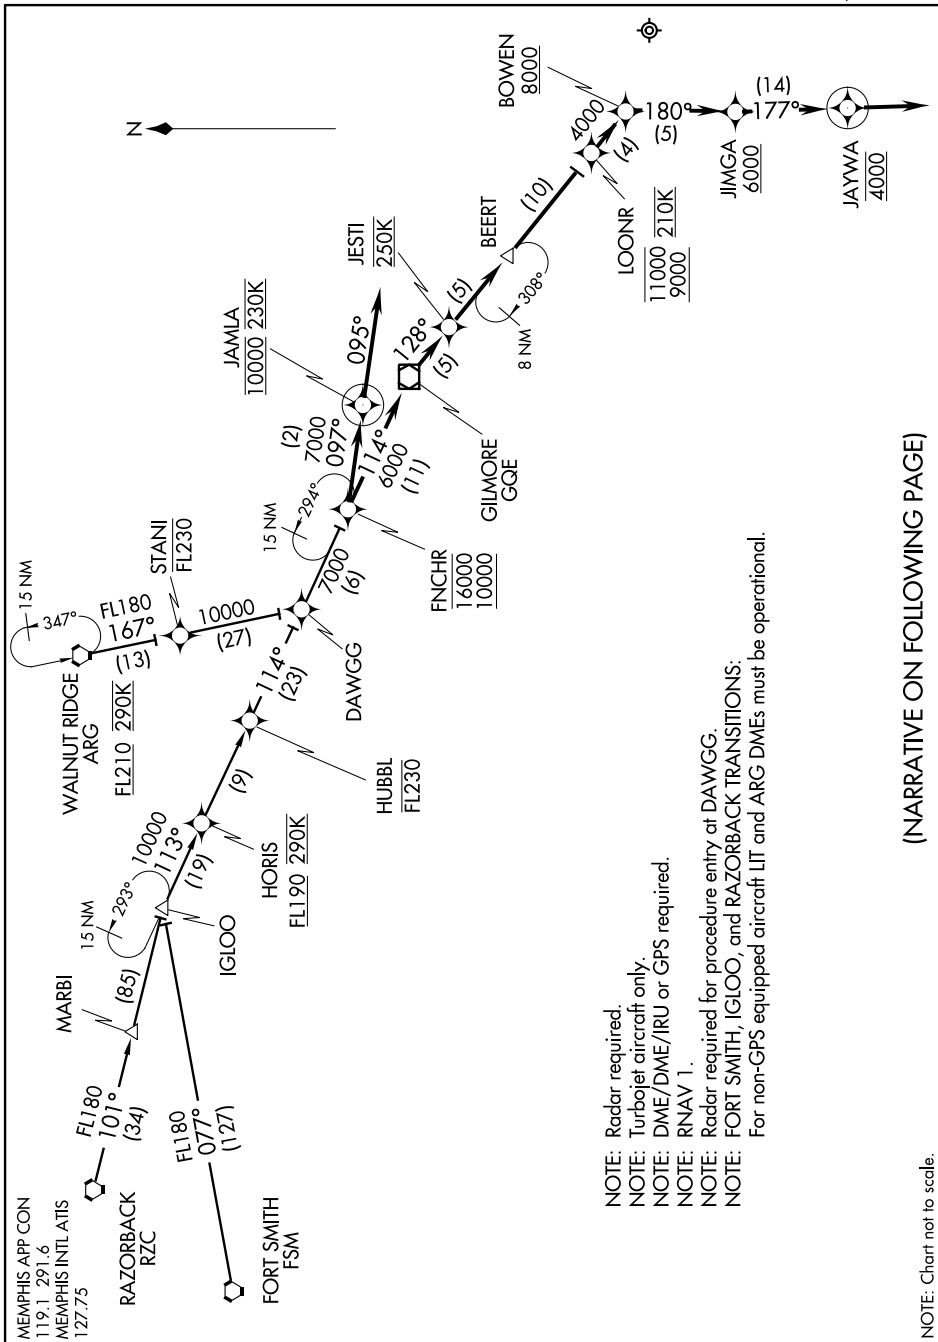 MEMPHIS APP CON
119.1 291.6
MEMPHIS INTL ATIS
127.75
RAZORBACK
RZC
FL180
101°
(34)
MARBI
(85)
FORT SMITH
FSM
FL180
077°
(127)
15 NM
293°
IGLOO
10000
113°
(19)
HORIS
FL190 290K
(9)
HUBBL
FL230
114°
(23)
15 NM
347°
WALNUT RIDGE
ARG
FL210 290K
FL180
167°
(13)
STANI
FL230
10000
(27)
DAWGG
7000
(6)
15 NM
294°
FNCHR
16000
10000
(2)
7000
097°
JAMLA
10000 230K
095°
114°
6000
(11)
GILMORE
GQE
128°
(5)
JESTI
250K
(5)
BEERT
308°
8 NM
(10)
LOONR
11000 210K
9000
4000
(4)
BOWEN
8000
180°
(5)
JIMGA
6000
(14)
177°
JAYWA
4000
N
NOTE: Radar required.
NOTE: Turbojet aircraft only.
NOTE: DME/DME/IRU or GPS required.
NOTE: RNAV 1.
NOTE: Radar required for procedure entry at DAWGG.
NOTE: FORT SMITH, IGLOO, and RAZORBACK TRANSITIONS:
For non-GPS equipped aircraft LIT and ARG DMEs must be operational.
(NARRATIVE ON FOLLOWING PAGE)
NOTE: Chart not to scale.